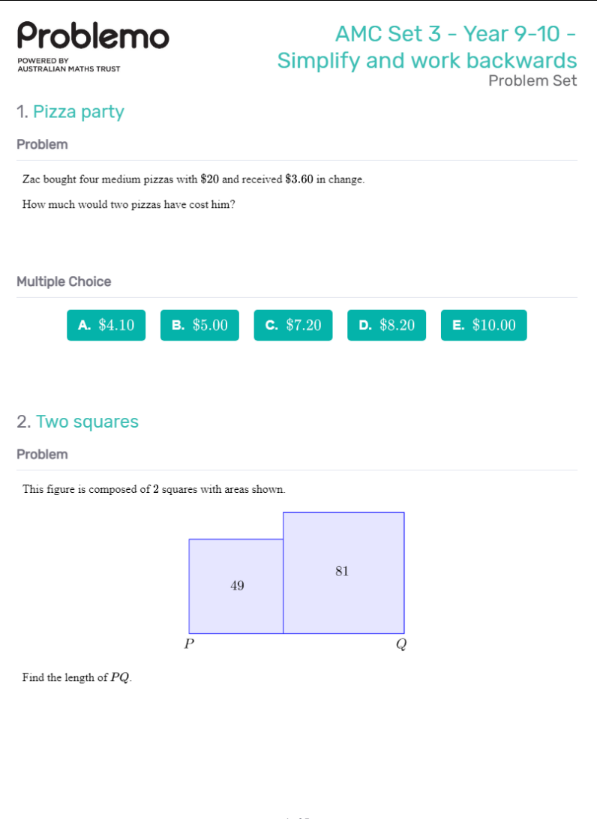 Problemo
POWERED BY
AUSTRALIAN MATHS TRUST
AMC Set 3 - Year 9-10 -
Simplify and work backwards
Problem Set
1. Pizza party
Problem
Zac bought four medium pizzas with $20 and received $3.60 in change.
How much would two pizzas have cost him?
Multiple Choice
A. $4.10
B. $5.00
C. $7.20
D. $8.20
E. $10.00
2. Two squares
Problem
This figure is composed of 2 squares with areas shown.
81
49
P
Q
Find the length of PQ.